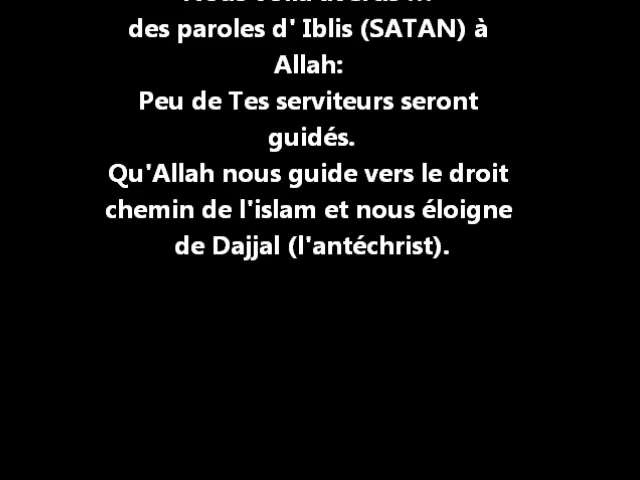 des paroles d' Iblis (SATAN) à
Allah:
Peu de Tes serviteurs seront
guidés.
Qu'Allah nous guide vers le droit
chemin de l'islam et nous éloigne
de Dajjal (l'antéchrist).